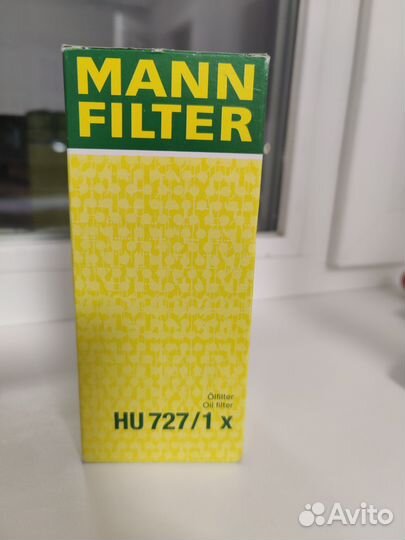 MANN
FILTER
Ölfilter
Oil filter
HU 727/1 x
Avito